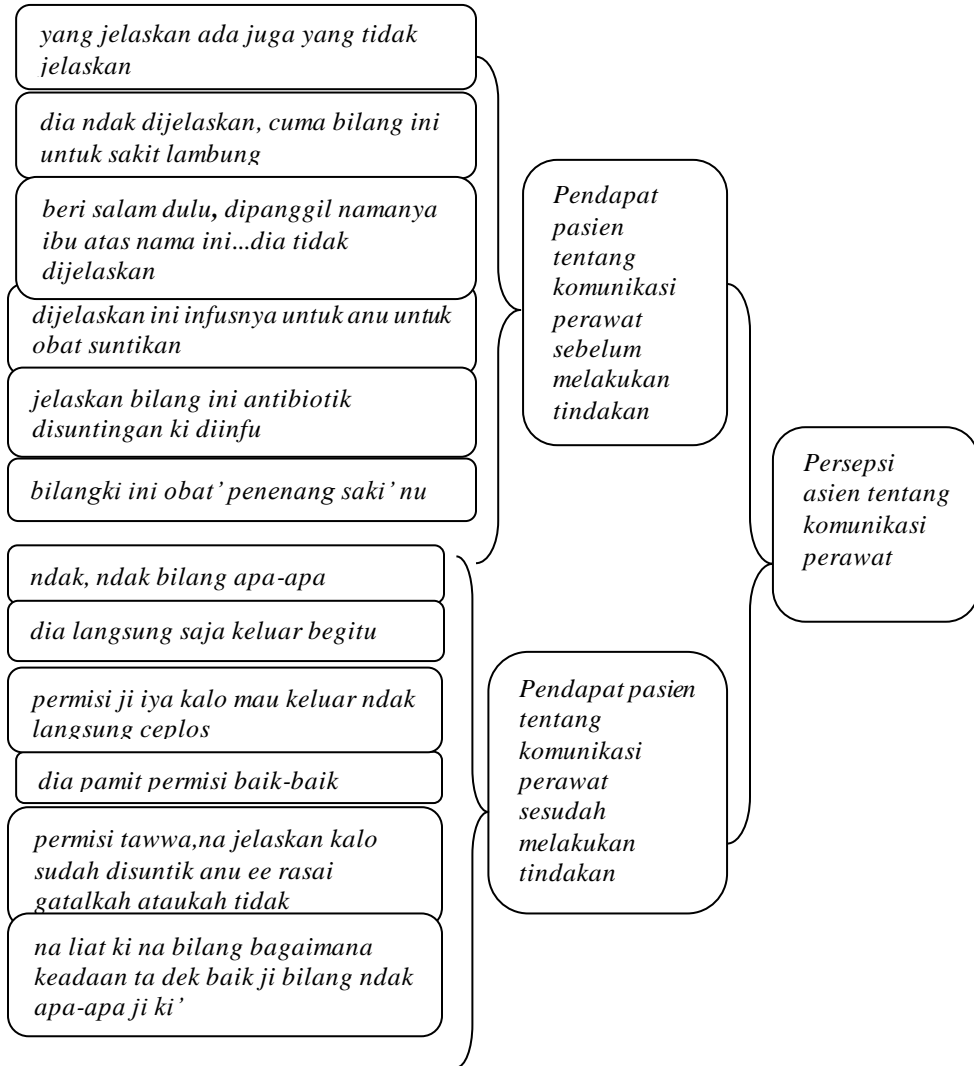 yang jelaskan ada juga yang tidak
jelaskan
dia ndak dijelaskan, cuma bilang ini
untuk sakit lambung
beri salam dulu, dipanggil namanya
ibu atas nama ini...dia tidak
dijelaskan
dijelaskan ini infusnya untuk anu untuk
obat suntikan
jelaskan bilang ini antibiotik
disuntingan ki diinfu
bilangki ini obat’ penenang saki’ nu
ndak, ndak bilang apa-apa
dia langsung saja keluar begitu
permisi ji iya kalo mau keluar ndak
langsung ceplos
dia pamit permisi baik-baik
permisi tawwa,na jelaskan kalo
sudah disuntik anu ee rasai
gatalkah ataukah tidak
na liat ki na bilang bagaimana
keadaan ta dek baik ji bilang ndak
apa-apa ji ki’
Pendapat
pasien
tentang
komunikasi
perawat
sebelum
melakukan
tindakan
Pendapat pasien
tentang
komunikasi
perawat
sesudah
melakukan
tindakan
Persepsi
asien tentang
komunikasi
perawat